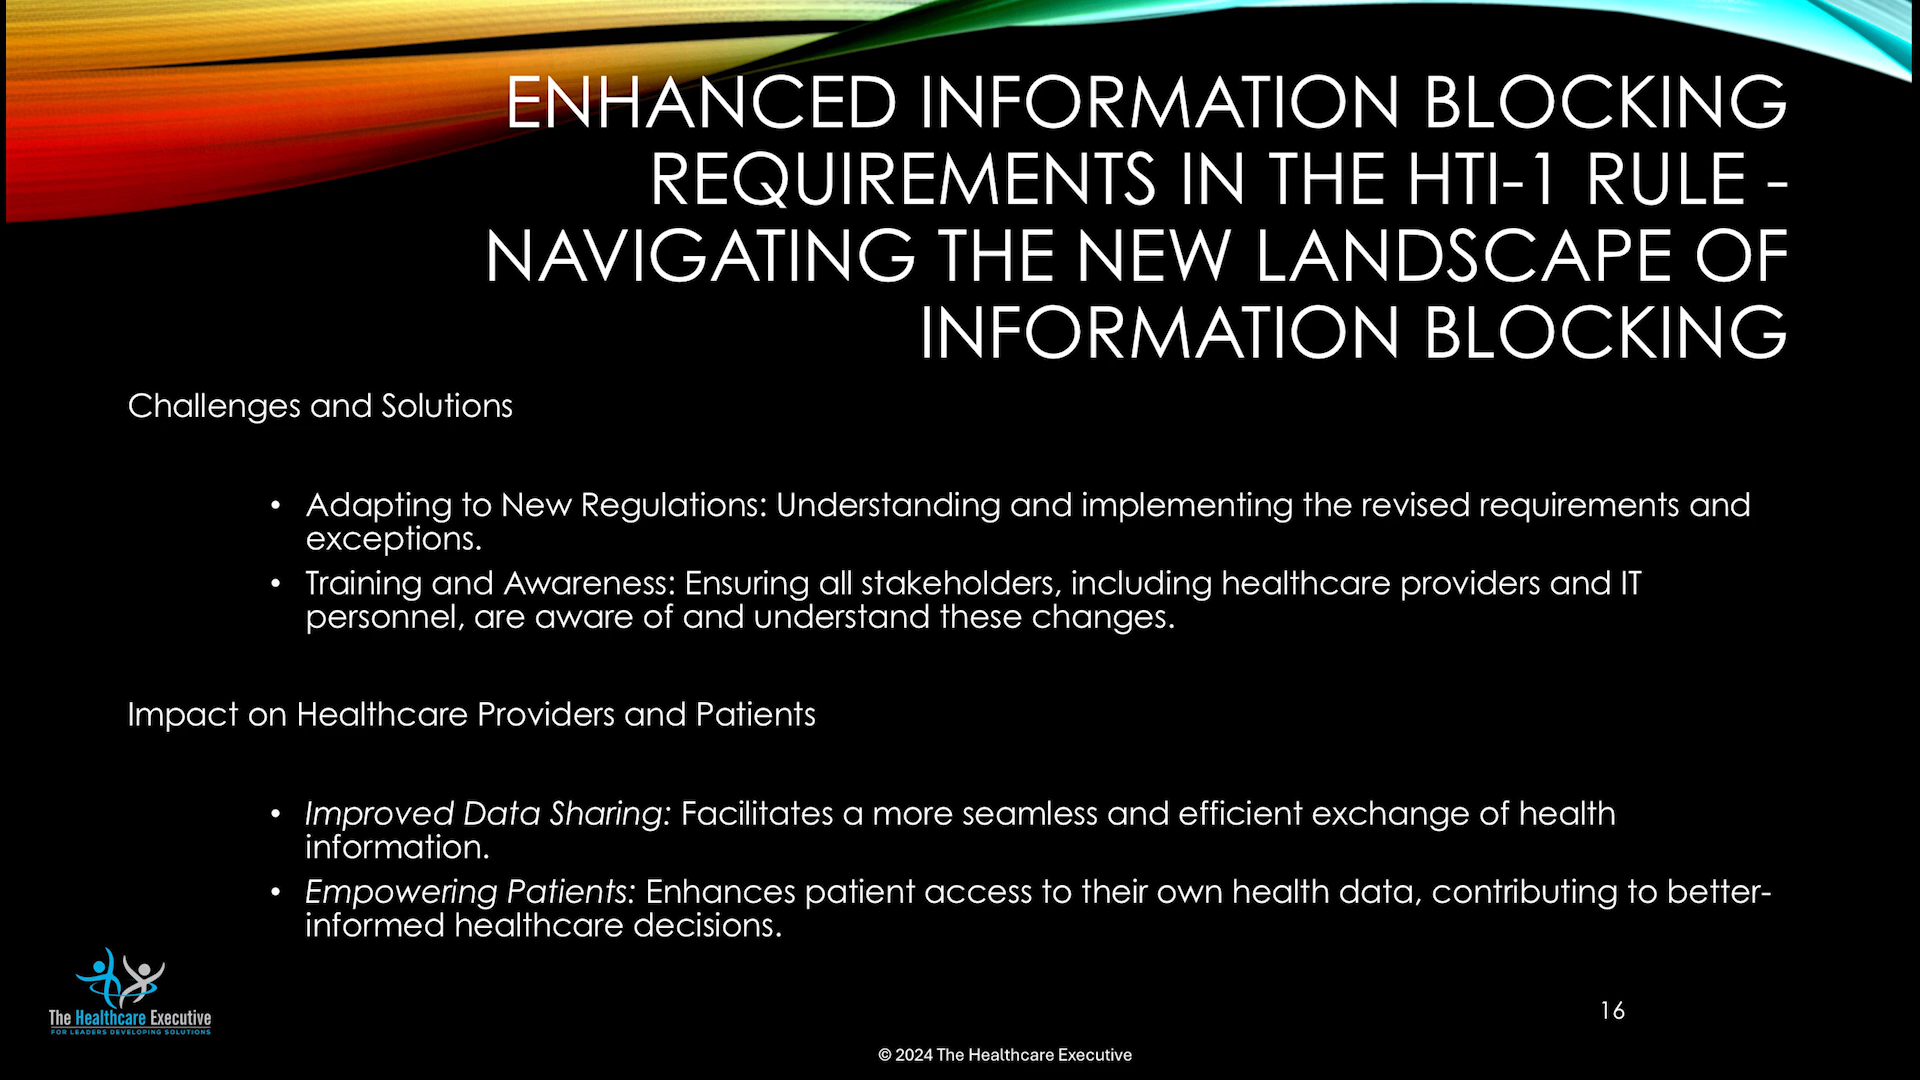 ENHANCED INFORMATION BLOCKING
REQUIREMENTS IN THE HTI-1 RULE -
NAVIGATING THE NEW LANDSCAPE OF
INFORMATION BLOCKING
Challenges and Solutions
• Adapting to New Regulations: Understanding and implementing the revised requirements and
exceptions.
• Training and Awareness: Ensuring all stakeholders, including healthcare providers and IT
personnel, are aware of and understand these changes.
Impact on Healthcare Providers and Patients
• Improved Data Sharing: Facilitates a more seamless and efficient exchange of health
information.
• Empowering Patients: Enhances patient access to their own health data, contributing to better-
informed healthcare decisions.
The Healthcare Executive
FOR LEADERS DEVELOPING SOLUTIONS
16
© 2024 The Healthcare Executive